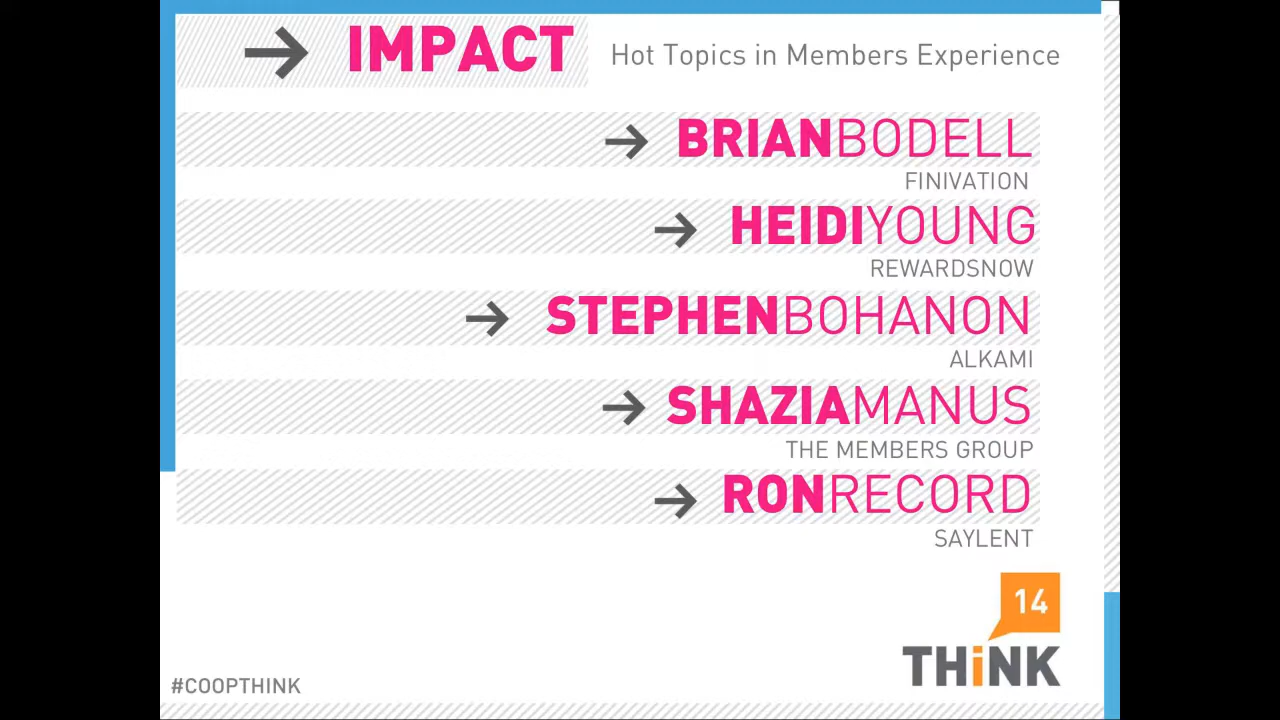 → IMPACT Hot Topics in Members Experience
→ BRIANBODELL
FINIVATION
→ HEIDIYOUNG
REWARDSNOW
→ STEPHENBOHANON
ALKAMI
→ SHAZIAMANUS
THE MEMBERS GROUP
→ RONRECORD
SAYLENT
14
THiNK
#COOPTHINK